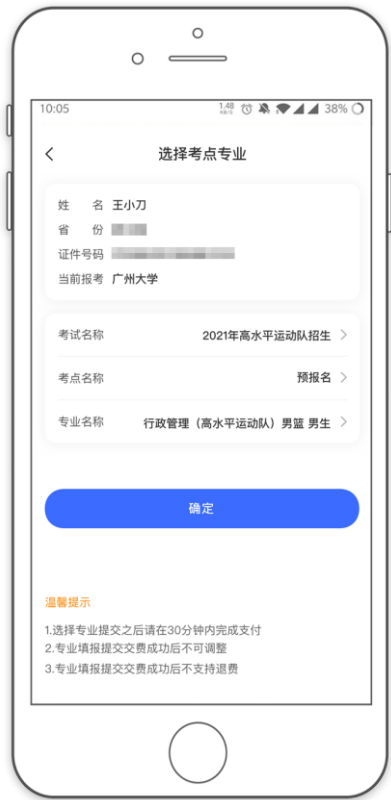 10:05 1.48 KB/S 38%
选择考点专业
姓 名 王小刀
省 份
证件号码
当前报考 广州大学
考试名称 2021年高水平运动队招生
考点名称 预报名
专业名称 行政管理（高水平运动队）男篮 男生
确定
温馨提示
1.选择专业提交之后请在30分钟内完成支付
2.专业填报提交交费成功后不可调整
3.专业填报提交交费成功后不支持退费